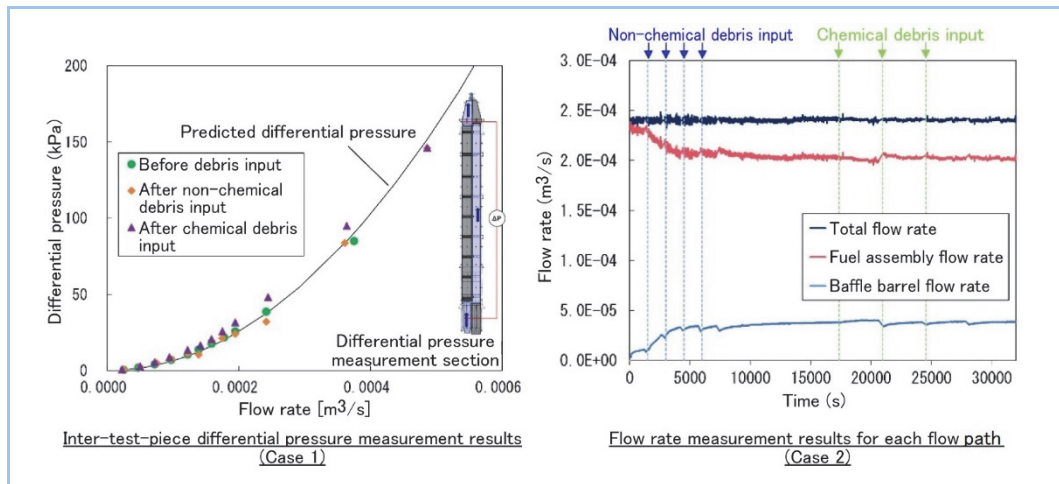 200
150
100
50
0
Differential pressure (kPa)
Predicted differential pressure
Before debris input
After non-chemical
debris input
After chemical debris
input
ΔP
Differential pressure
measurement section
0.0000
0.0002
0.0004
0.0006
Flow rate [m³/s]
Inter-test-piece differential pressure measurement results
(Case 1)
Non-chemical debris input
Chemical debris input
3.0E-04
2.5E-04
2.0E-04
1.5E-04
1.0E-04
5.0E-05
0.0E+00
Flow rate (m³/s)
Total flow rate
Fuel assembly flow rate
Baffle barrel flow rate
0
5000
10000
15000
20000
25000
30000
Time (s)
Flow rate measurement results for each flow path
(Case 2)